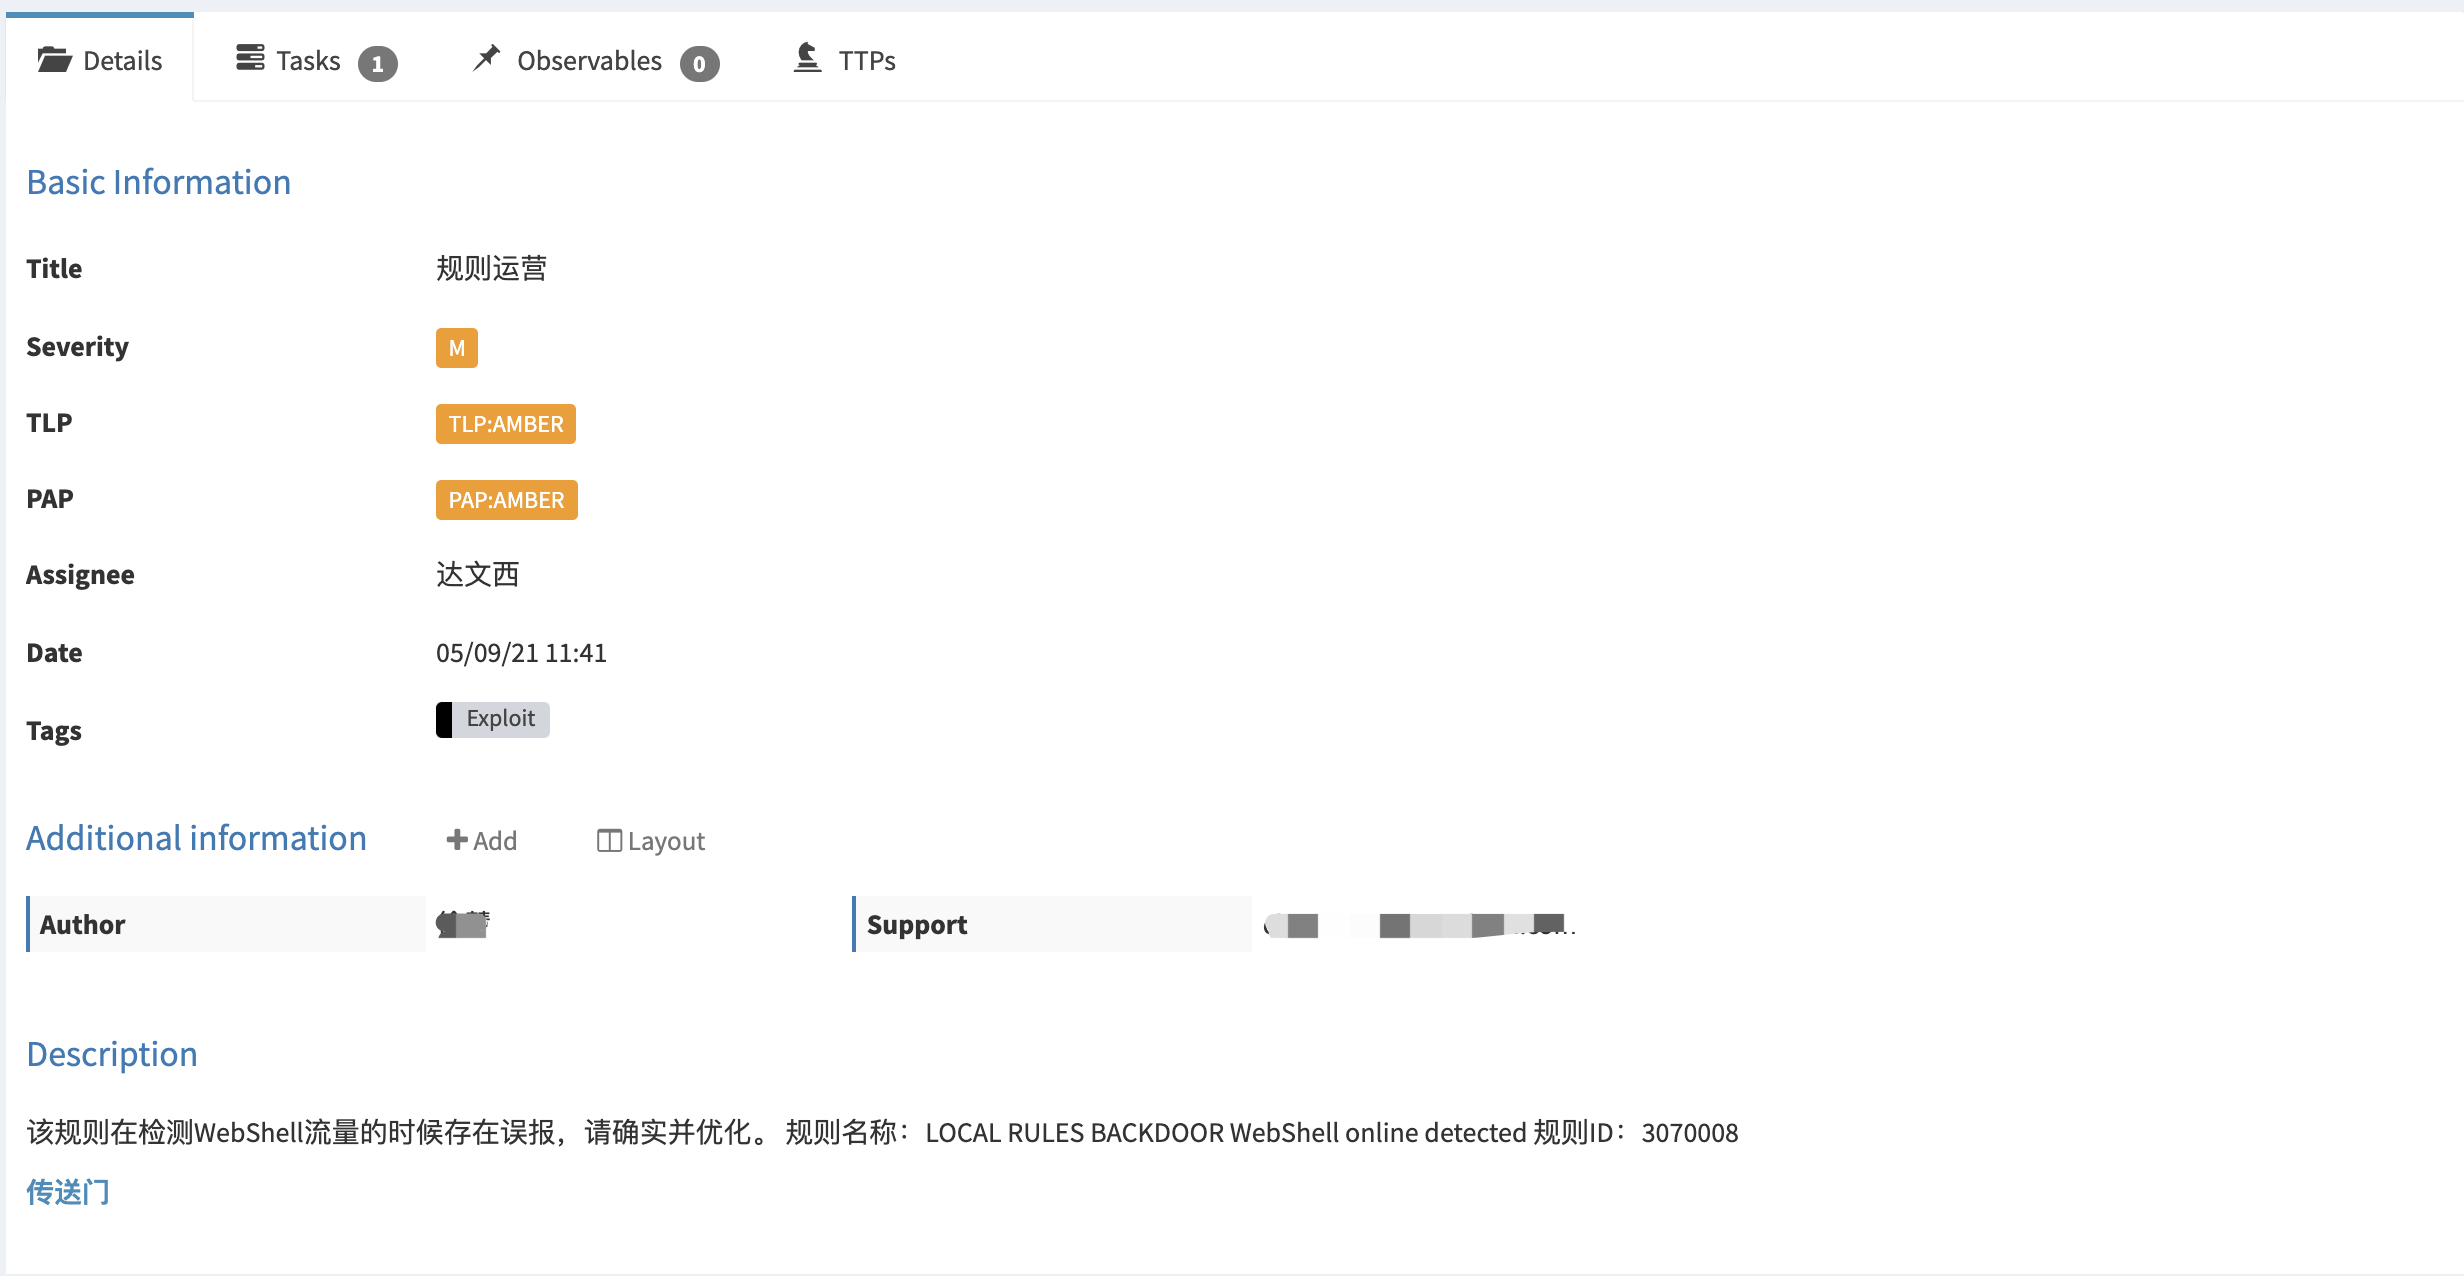 Details Tasks 1 Observables 0 TTPs
Basic Information
Title 规则运营
Severity M
TLP TLP:AMBER
PAP PAP:AMBER
Assignee 达文西
Date 05/09/21 11:41
Tags Exploit
Additional information Add Layout
Author Support
Description
该规则在检测WebShell流量的时候存在误报，请确实并优化。 规则名称：LOCAL RULES BACKDOOR WebShell online detected 规则ID：3070008
传送门